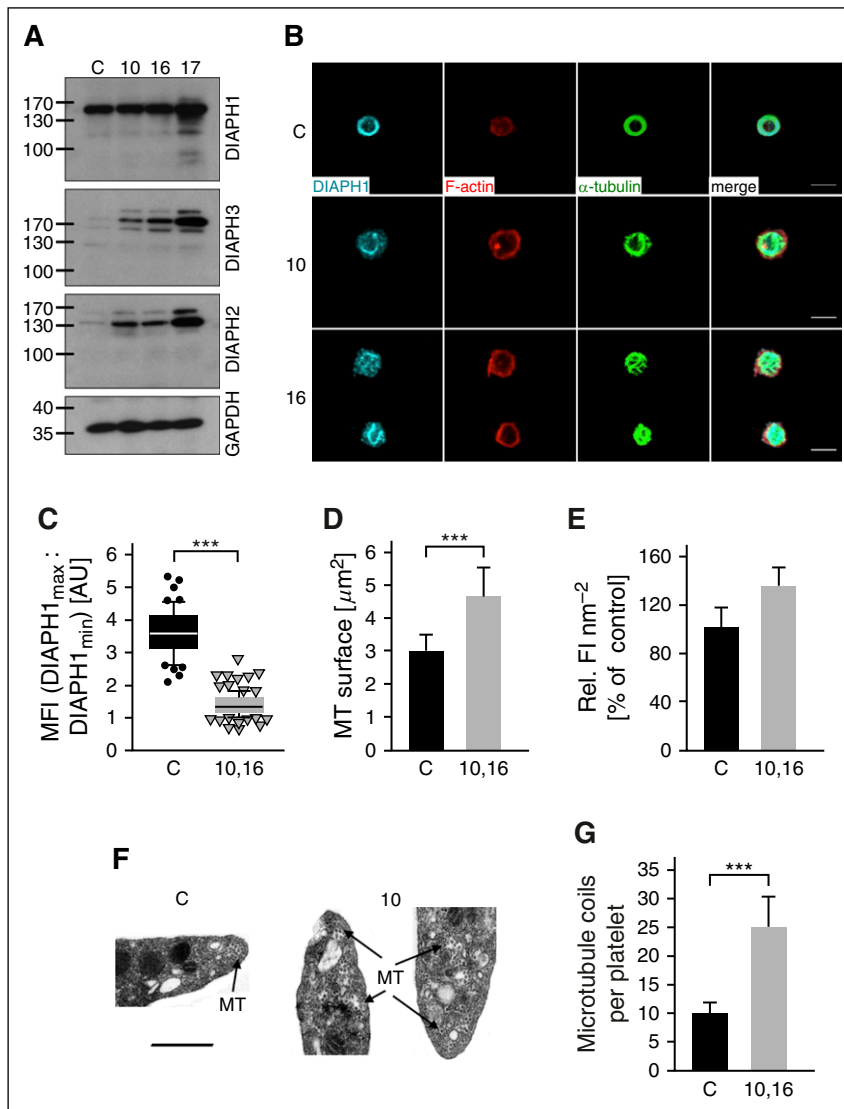 A
C 10 16 17
170
130
100
DIAPH1
170
130
100
DIAPH3
170
130
100
DIAPH2
40
35
GAPDH
B
C
DIAPH1 F-actin α-tubulin merge
10
16
C
MFI (DIAPH1max :
DIAPH1min) [AU]
6
5
4
3
2
1
0
***
C 10,16
D
MT surface [μm²]
6
5
4
3
2
1
0
***
C 10,16
E
Rel. FI nm⁻²
[% of control]
160
120
80
40
0
C 10,16
F
C
MT
10
MT
G
Microtubule coils
per platelet
35
30
25
20
15
10
5
0
***
C 10,16